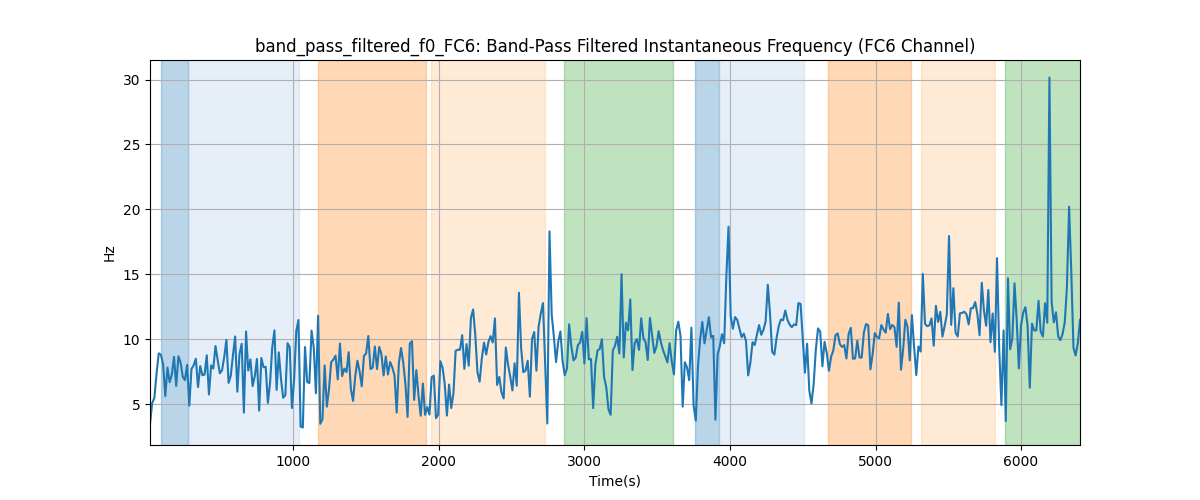 band_pass_filtered_f0_FC6: Band-Pass Filtered Instantaneous Frequency (FC6 Channel)
30
25
20
15
10
5
Hz
1000 2000 3000 4000 5000 6000
Time(s)